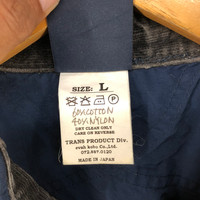 SIZE: L
60%COTTON
40%NYLON
DRY CLEAN ONLY
CARE ON REVERSE
TRANS PRODUCT Div.
MADE IN JAPAN